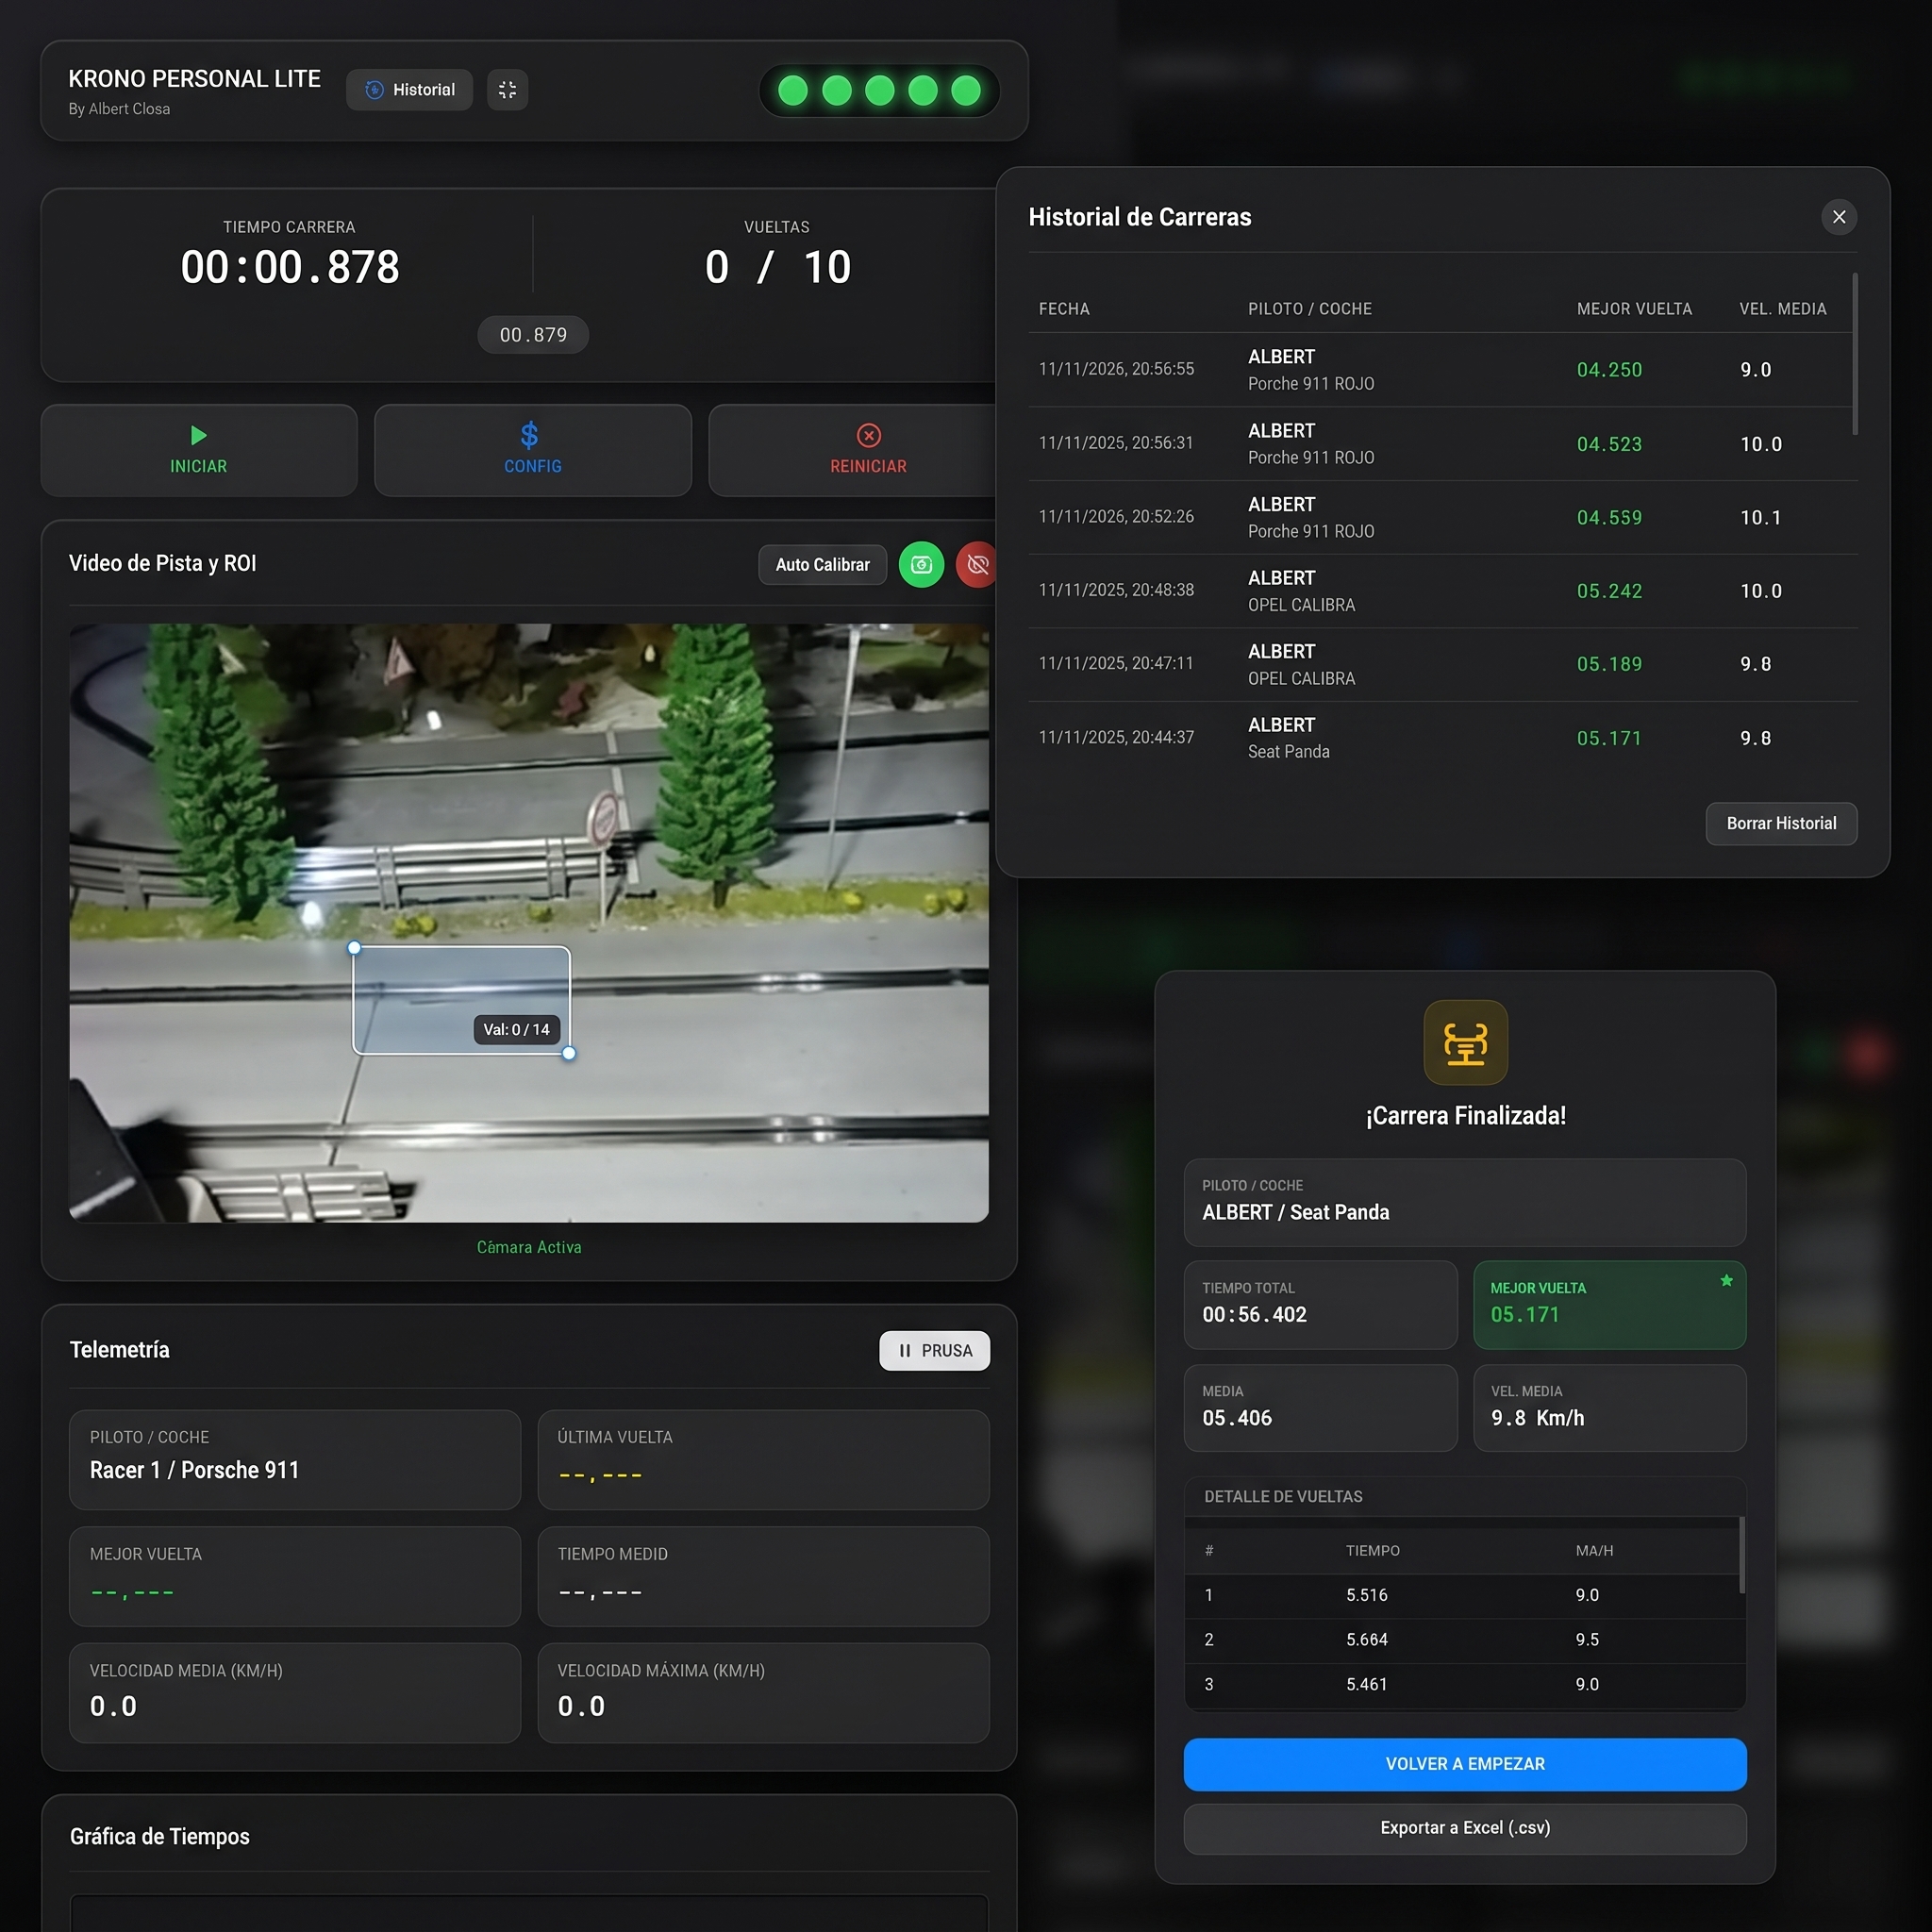 KRONO PERSONAL LITE
By Albert Closa
Historial
TIEMPO CARRERA
00:00.878
VUELTAS
0 / 10
00.879
INICIAR
CONFIG
REINICIAR
Video de Pista y ROI
Auto Calibrar
Val: 0 / 14
Cámara Activa
Telemetría
PRUSA
PILOTO / COCHE
Racer 1 / Porsche 911
ÚLTIMA VUELTA
--,---
MEJOR VUELTA
--,---
TIEMPO MEDID
--,---
VELOCIDAD MEDIA (KM/H)
0.0
VELOCIDAD MÁXIMA (KM/H)
0.0
Gráfica de Tiempos
Historial de Carreras
FECHA PILOTO / COCHE MEJOR VUELTA VEL. MEDIA
11/11/2026, 20:56:55 ALBERT 04.250 9.0
Porche 911 ROJO
11/11/2025, 20:56:31 ALBERT 04.523 10.0
Porche 911 ROJO
11/11/2026, 20:52:26 ALBERT 04.559 10.1
Porche 911 ROJO
11/11/2025, 20:48:38 ALBERT 05.242 10.0
OPEL CALIBRA
11/11/2025, 20:47:11 ALBERT 05.189 9.8
OPEL CALIBRA
11/11/2025, 20:44:37 ALBERT 05.171 9.8
Seat Panda
Borrar Historial
¡Carrera Finalizada!
PILOTO / COCHE
ALBERT / Seat Panda
TIEMPO TOTAL
00:56.402
MEJOR VUELTA
05.171
MEDIA
05.406
VEL. MEDIA
9.8 Km/h
DETALLE DE VUELTAS
# TIEMPO MA/H
1 5.516 9.0
2 5.664 9.5
3 5.461 9.0
VOLVER A EMPEZAR
Exportar a Excel (.csv)